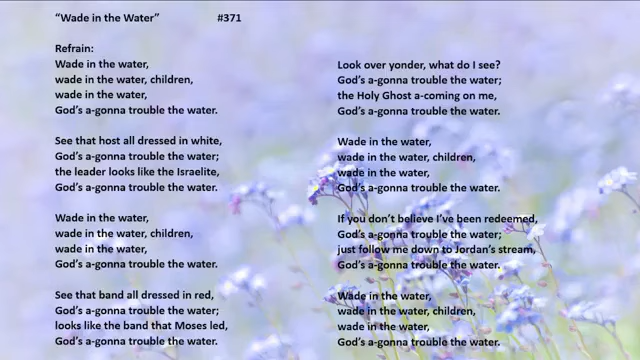 “Wade in the Water” #371
Refrain:
Wade in the water,
wade in the water, children,
wade in the water,
God’s a-gonna trouble the water.
See that host all dressed in white,
God’s a-gonna trouble the water;
the leader looks like the Israelite,
God’s a-gonna trouble the water.
Wade in the water,
wade in the water, children,
wade in the water,
God’s a-gonna trouble the water.
See that band all dressed in red,
God’s a-gonna trouble the water;
looks like the band that Moses led,
God’s a-gonna trouble the water.
Look over yonder, what do I see?
God’s a-gonna trouble the water;
the Holy Ghost a-coming on me,
God’s a-gonna trouble the water.
Wade in the water,
wade in the water, children,
wade in the water,
God’s a-gonna trouble the water.
If you don’t believe I’ve been redeemed,
God’s a-gonna trouble the water;
just follow me down to Jordan’s stream,
God’s a-gonna trouble the water.
Wade in the water,
wade in the water, children,
wade in the water,
God’s a-gonna trouble the water.